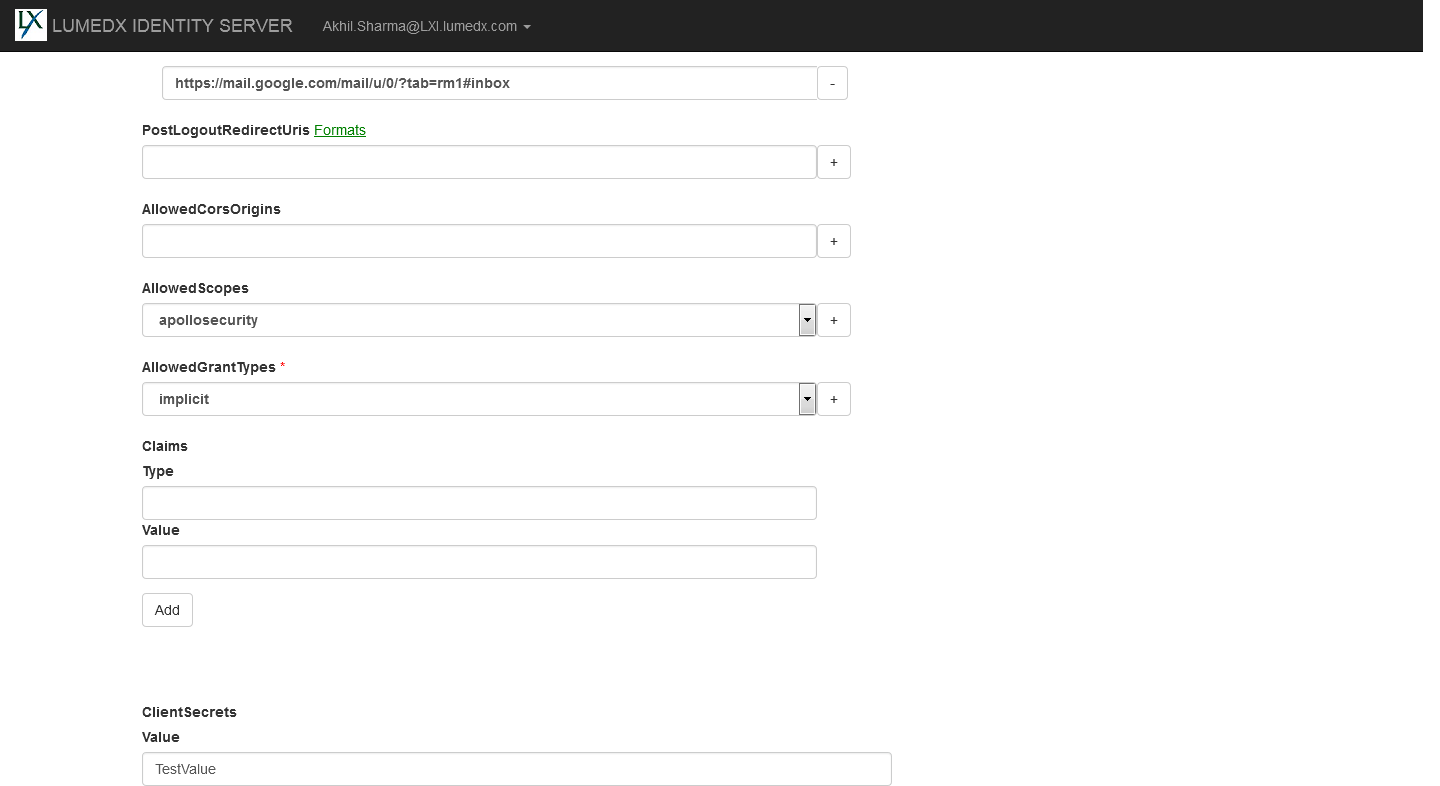 LX LUMEDX IDENTITY SERVER Akhil.Sharma@LXI.lumedx.com
https://mail.google.com/mail/u/0/?tab=rm1#inbox -
PostLogoutRedirectUris Formats
+
AllowedCorsOrigins
+
AllowedScopes
apollosecurity +
AllowedGrantTypes *
implicit +
Claims
Type
Value
Add
ClientSecrets
Value
TestValue